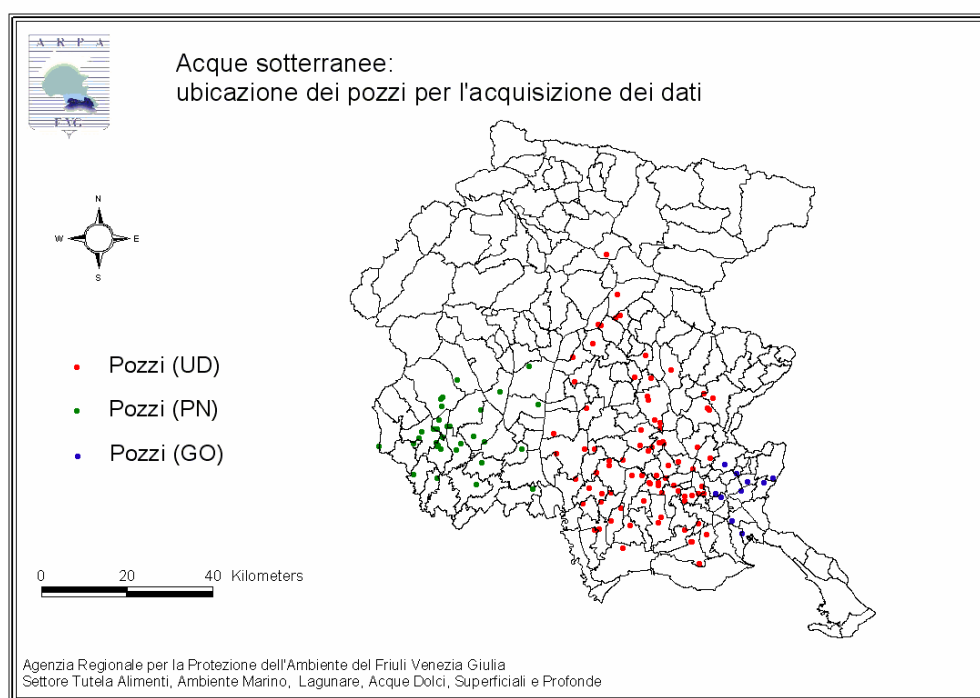 A R P A
FVG
Acque sotterranee:
ubicazione dei pozzi per l'acquisizione dei dati
N
W E
S
Pozzi (UD)
Pozzi (PN)
Pozzi (GO)
0 20 40 Kilometers
Agenzia Regionale per la Protezione dell'Ambiente del Friuli Venezia Giulia
Settore Tutela Alimenti, Ambiente Marino, Lagunare, Acque Dolci, Superficiali e Profonde